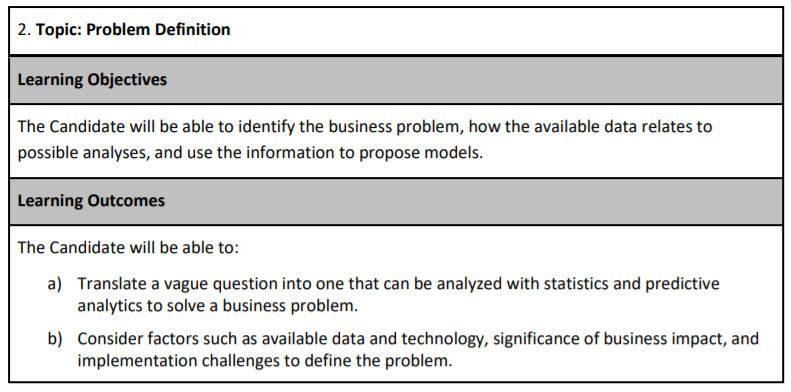 2. Topic: Problem Definition
Learning Objectives
The Candidate will be able to identify the business problem, how the available data relates to
possible analyses, and use the information to propose models.
Learning Outcomes
The Candidate will be able to:
a) Translate a vague question into one that can be analyzed with statistics and predictive
analytics to solve a business problem.
b) Consider factors such as available data and technology, significance of business impact, and
implementation challenges to define the problem.